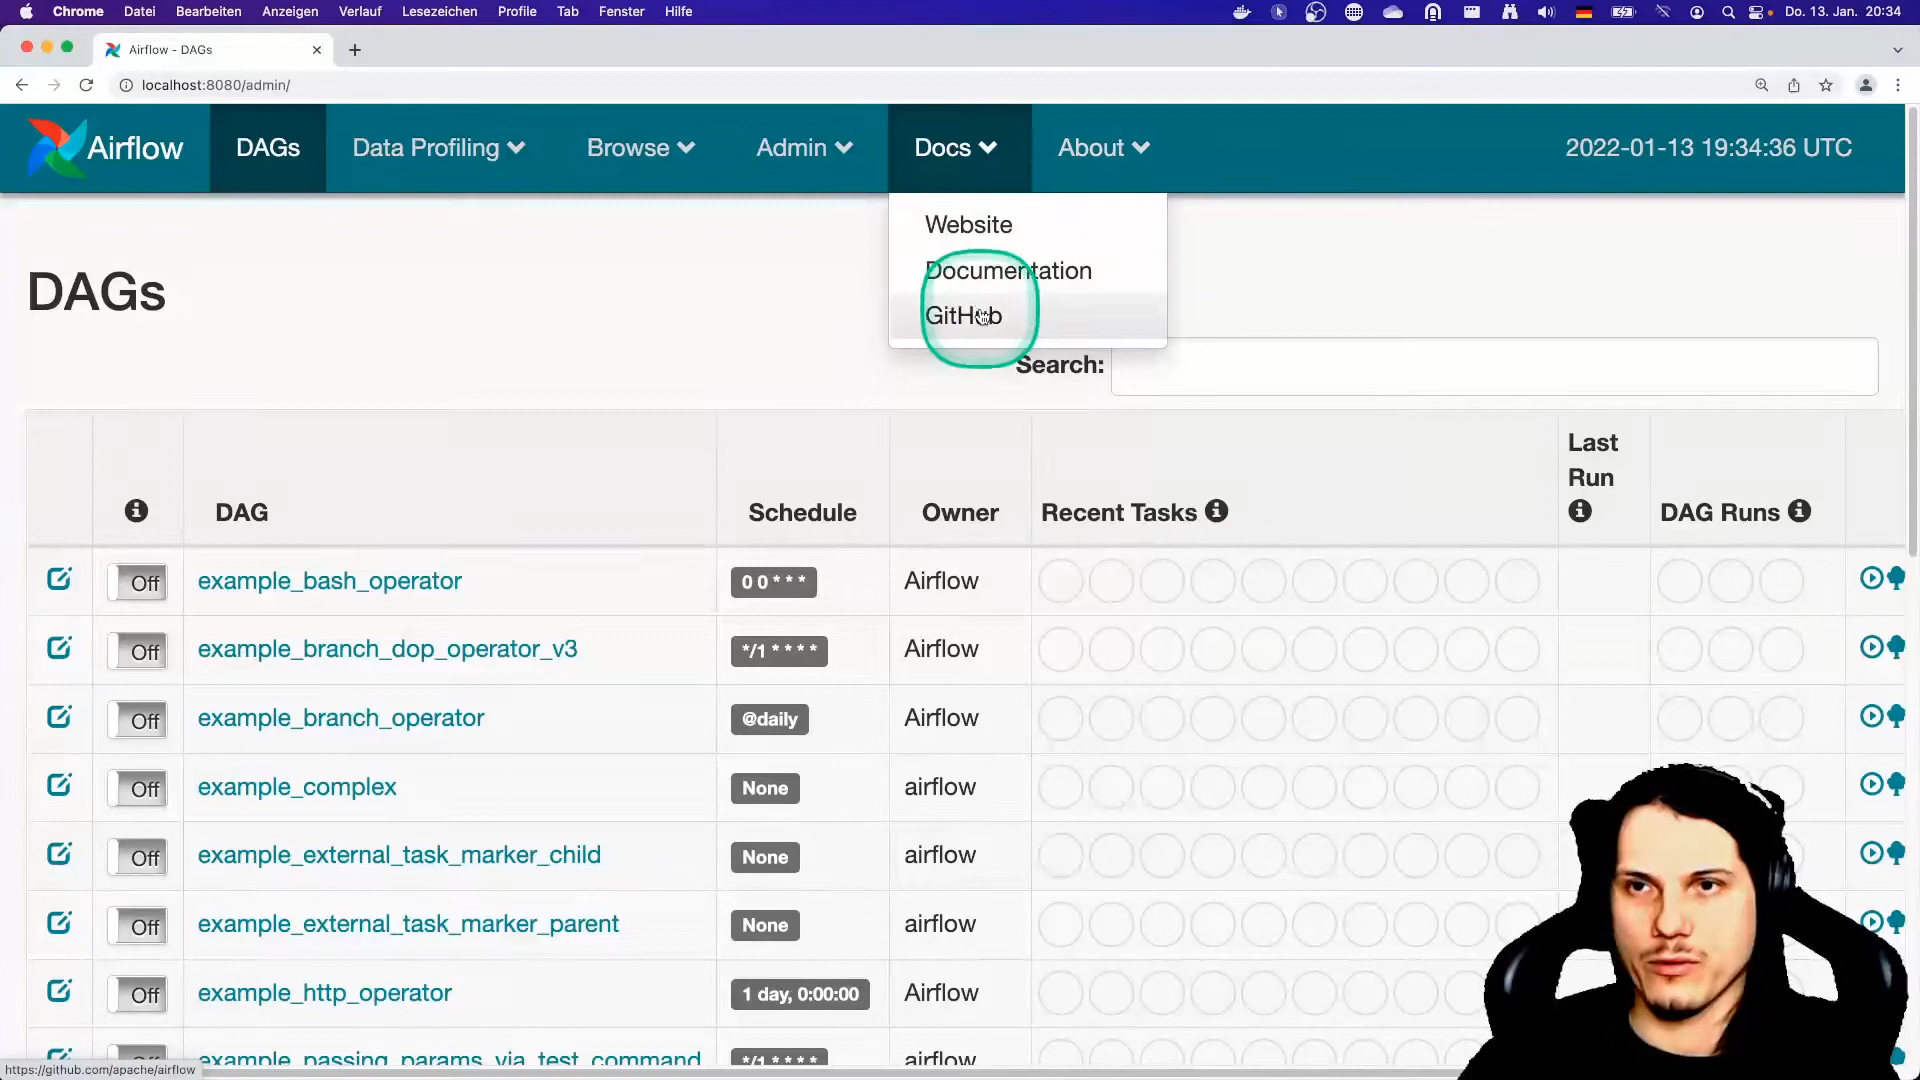 Chrome Datei Bearbeiten Anzeigen Verlauf Lesezeichen Profile Tab Fenster Hilfe Do. 13. Jan. 20:34
Airflow - DAGs
localhost:8080/admin/
Airflow DAGs Data Profiling Browse Admin Docs About 2022-01-13 19:34:36 UTC
Website
Documentation
GitHub
DAGs
Search:
DAG Schedule Owner Recent Tasks Last Run DAG Runs
Off example_bash_operator 0 0 * * * Airflow
Off example_branch_dop_operator_v3 */1 * * * * Airflow
Off example_branch_operator @daily Airflow
Off example_complex None airflow
Off example_external_task_marker_child None airflow
Off example_external_task_marker_parent None airflow
Off example_http_operator 1 day, 0:00:00 Airflow
Off example_passing_params_via_test_command */1 * * * * airflow
https://github.com/apache/airflow